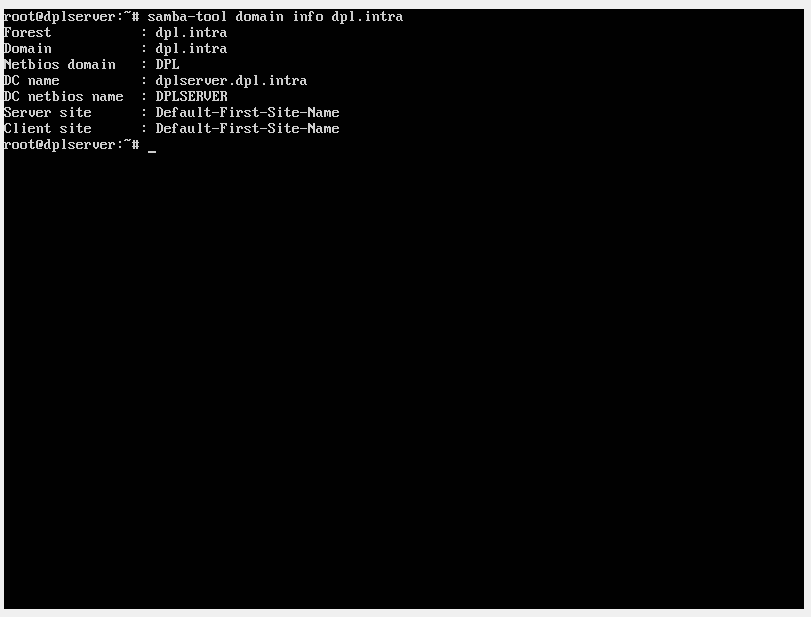 root@dplserver:~# samba-tool domain info dpl.intra
Forest           : dpl.intra
Domain           : dpl.intra
Netbios domain   : DPL
DC name          : dplserver.dpl.intra
DC netbios name  : DPLSERVER
Server site      : Default-First-Site-Name
Client site      : Default-First-Site-Name
root@dplserver:~# _